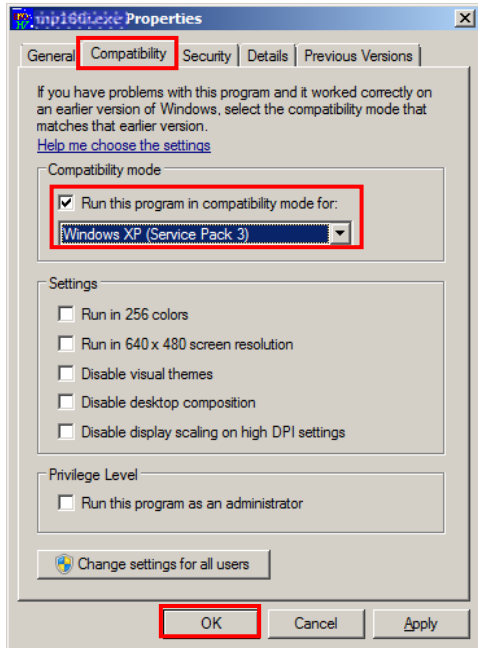 Properties
General Compatibility Security Details Previous Versions
If you have problems with this program and it worked correctly on
an earlier version of Windows, select the compatibility mode that
matches that earlier version.
Help me choose the settings
Compatibility mode
Run this program in compatibility mode for:
Windows XP (Service Pack 3)
Settings
Run in 256 colors
Run in 640 x 480 screen resolution
Disable visual themes
Disable desktop composition
Disable display scaling on high DPI settings
Privilege Level
Run this program as an administrator
Change settings for all users
OK Cancel Apply